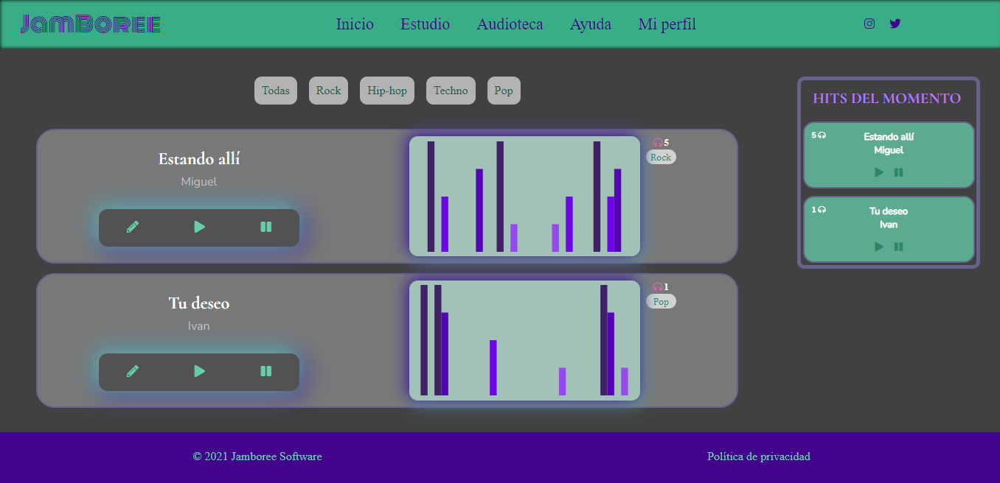 JamBoree
Inicio Estudio Audioteca Ayuda Mi perfil
Todas Rock Hip-hop Techno Pop
Estando allí
Miguel
5
Rock
Tu deseo
Ivan
1
Pop
HITS DEL MOMENTO
5
Estando allí
Miguel
1
Tu deseo
Ivan
© 2021 Jamboree Software
Política de privacidad